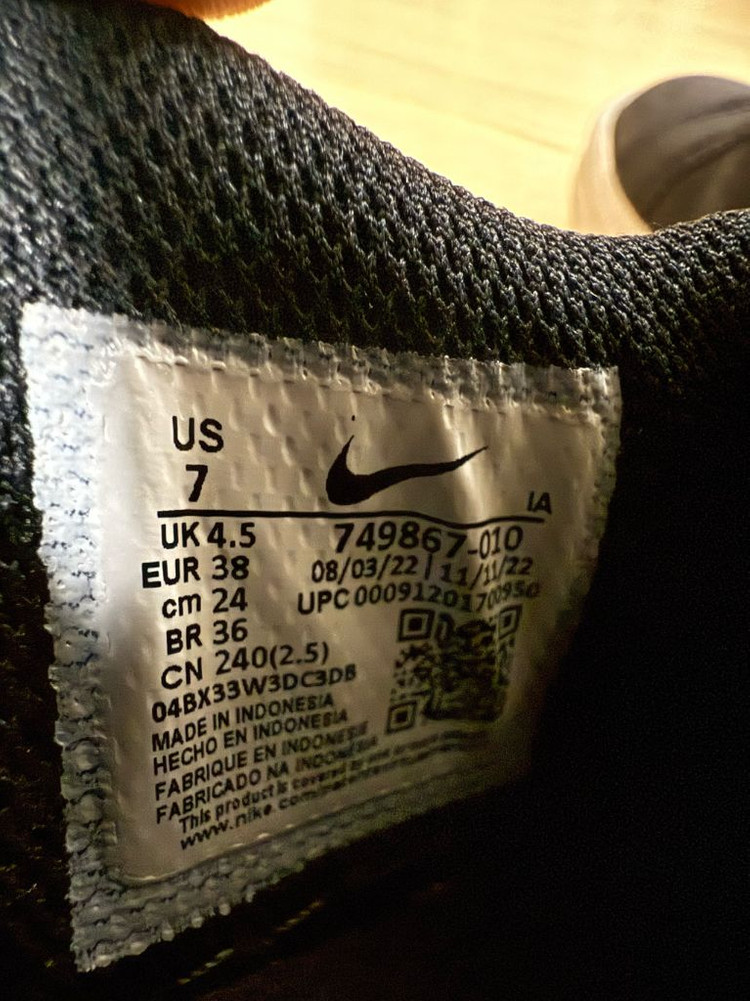 US
7
IA
UK 4.5
749867-010
EUR 38
08/03/22 | 11/11/22
cm 24
UPC 00091201700950
BR 36
CN 240(2.5)
04BX33W3DC3DB
MADE IN INDONESIA
HECHO EN INDONESIA
FABRIQUE EN INDONESIE
FABRICADO NA INDONESIA
This product is covered
www.nike.com